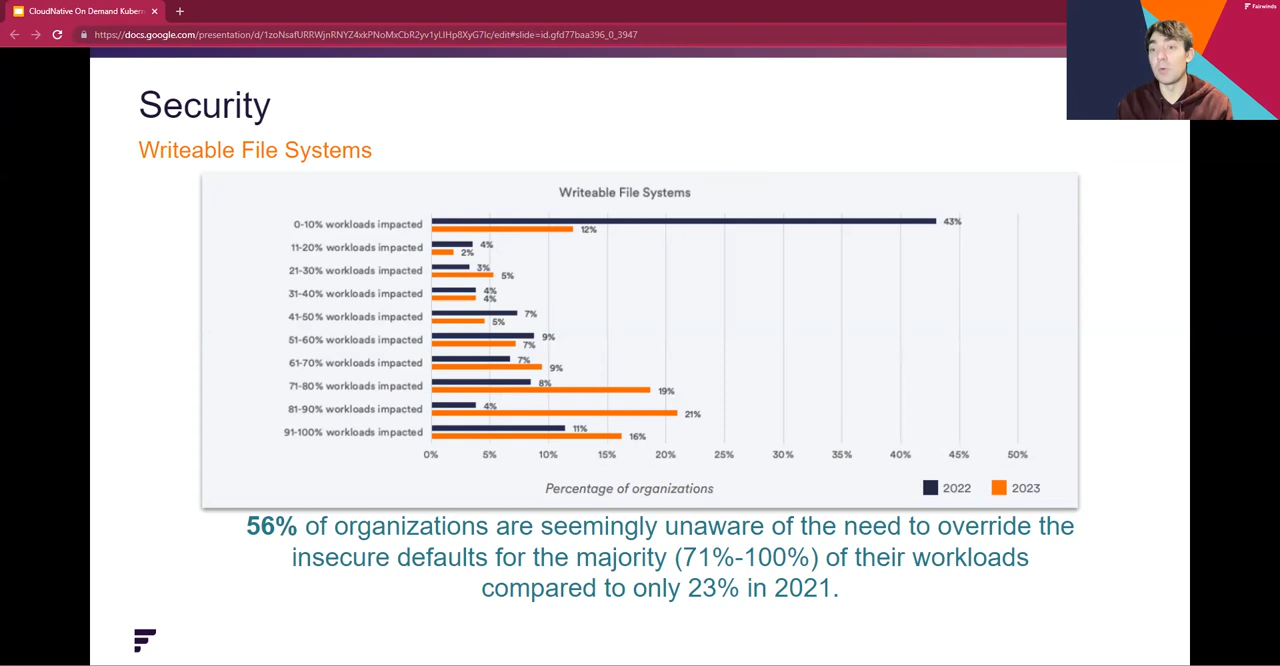 CloudNative On Demand Kubern
https://docs.google.com/presentation/d/1zoNsafURRWjnRNYZ4xkPNoMxCbR2yv1yLIHp8XyG7Ic/edit#slide=id.gfd77baa396_0_3947
Fairwinds
Security
Writeable File Systems
Writeable File Systems
0-10% workloads impacted 43% 12%
11-20% workloads impacted 4% 2%
21-30% workloads impacted 3% 5%
31-40% workloads impacted 4% 4%
41-50% workloads impacted 7% 5%
51-60% workloads impacted 9% 7%
61-70% workloads impacted 7% 9%
71-80% workloads impacted 8% 19%
81-90% workloads impacted 4% 21%
91-100% workloads impacted 11% 16%
0% 5% 10% 15% 20% 25% 30% 35% 40% 45% 50%
Percentage of organizations
2022 2023
56% of organizations are seemingly unaware of the need to override the
insecure defaults for the majority (71%-100%) of their workloads
compared to only 23% in 2021.